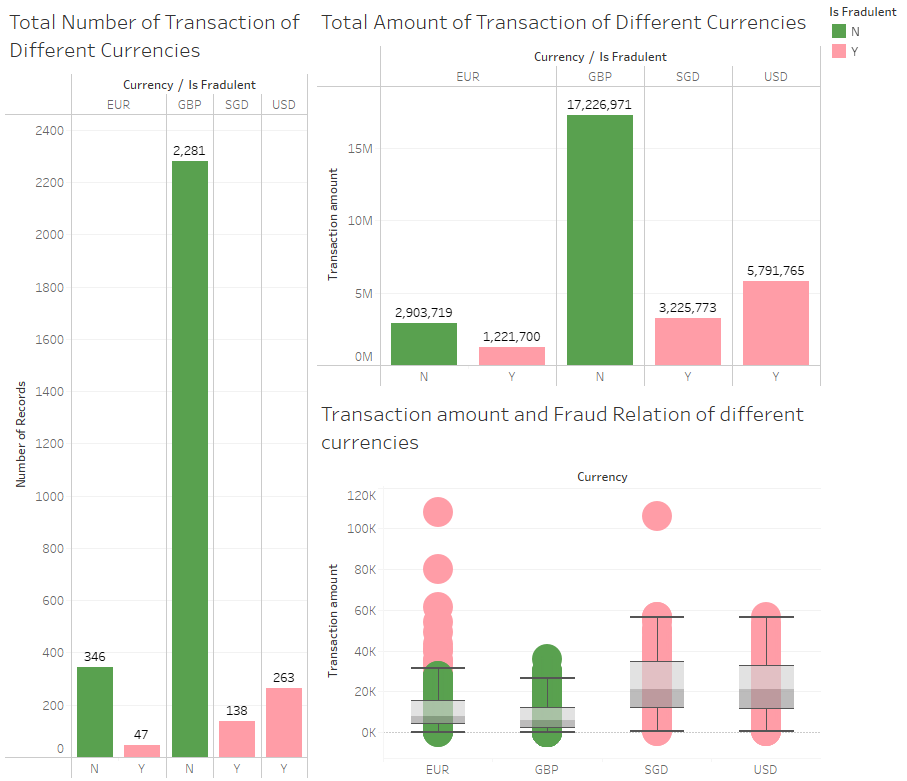 Total Number of Transaction of
Different Currencies
Currency / Is Fradulent
EUR GBP SGD USD
Number of Records
2400
2200
2000
1800
1600
1400
1200
1000
800
600
400
200
0
346
47
2,281
138
263
N Y N Y Y
Total Amount of Transaction of Different Currencies
Currency / Is Fradulent
EUR GBP SGD USD
Transaction amount
15M
10M
5M
0M
2,903,719
1,221,700
17,226,971
3,225,773
5,791,765
N Y N Y Y
Is Fradulent
N
Y
Transaction amount and Fraud Relation of different
currencies
Currency
Transaction amount
120K
100K
80K
60K
40K
20K
0K
EUR GBP SGD USD